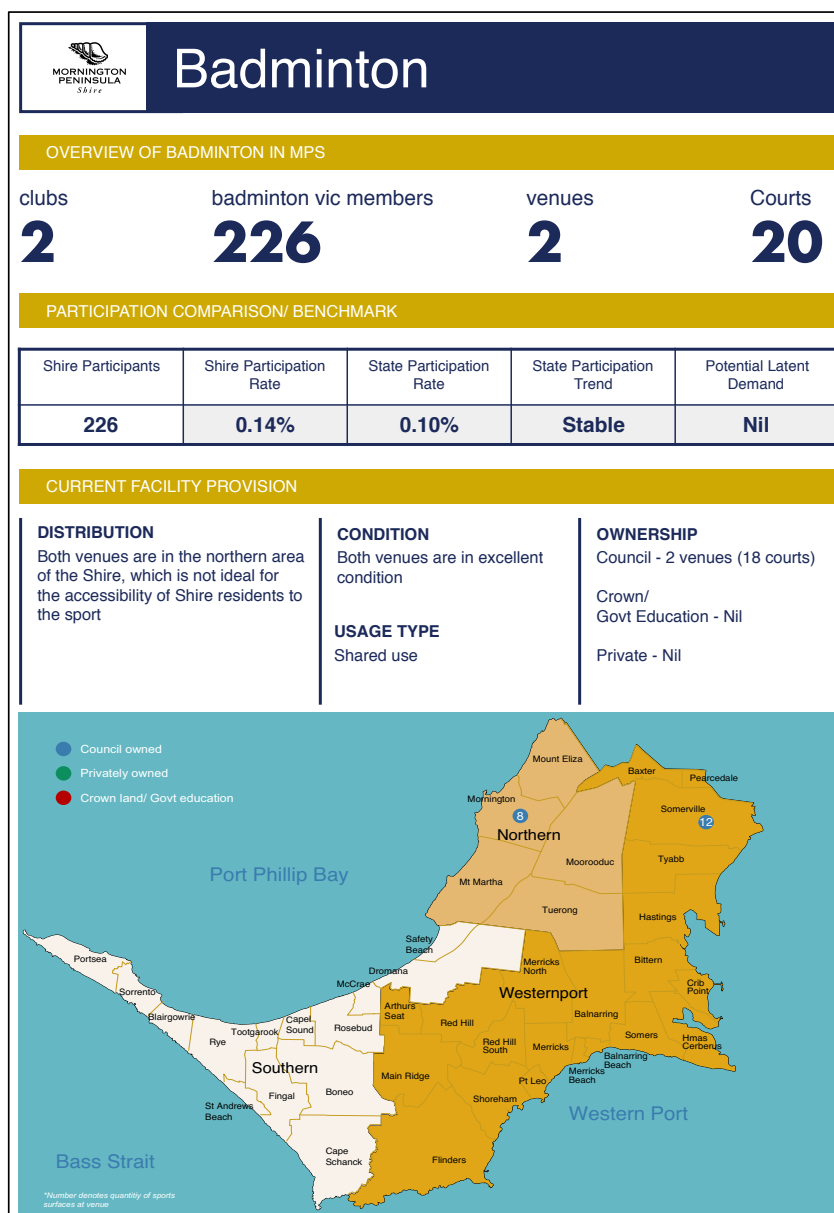 MORNINGTON
PENINSULA
Shire
Badminton
OVERVIEW OF BADMINTON IN MPS
clubs
2
badminton vic members
226
venues
2
Courts
20
PARTICIPATION COMPARISON/ BENCHMARK
Shire Participants
Shire Participation
Rate
State Participation
Rate
State Participation
Trend
Potential Latent
Demand
226
0.14%
0.10%
Stable
Nil
CURRENT FACILITY PROVISION
DISTRIBUTION
Both venues are in the northern area
of the Shire, which is not ideal for
the accessibility of Shire residents to
the sport
CONDITION
Both venues are in excellent
condition
USAGE TYPE
Shared use
OWNERSHIP
Council - 2 venues (18 courts)
Crown/
Govt Education - Nil
Private - Nil
Council owned
Privately owned
Crown land/ Govt education
Mount Eliza
Baxter
Pearcedale
Mornington
8
Northern
Somerville
12
Moorooduc
Tyabb
Port Phillip Bay
Mt Martha
Tuerong
Hastings
Safety
Beach
Portsea
Dromana
Merricks
North
Bittern
Sorrento
McCrae
Westernport
Crib
Point
Blairgowrie
Arthurs
Seat
Capel
Sound
Tootgarook
Rosebud
Red Hill
Balnarring
Rye
Red Hill
South
Merricks
Somers
Hmas
Cerberus
Southern
Main Ridge
Balnarring
Beach
Merricks
Beach
Pt Leo
Fingal
Boneo
St Andrews
Beach
Shoreham
Western Port
Cape
Schanck
Flinders
Bass Strait
*Number denotes quantitiy of sports
surfaces at venue